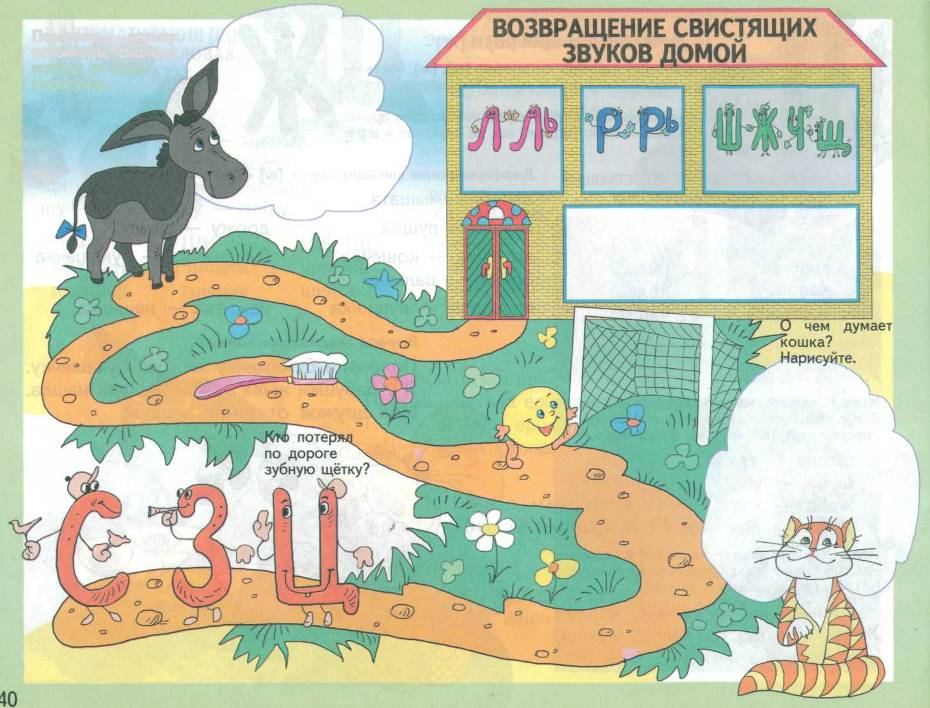 ВОЗВРАЩЕНИЕ СВИСТЯЩИХ
ЗВУКОВ ДОМОЙ
Л ЛЬ
Р РЬ
Ш Ж Ч Щ
О чем думает
кошка?
Нарисуйте.
Кто потерял
по дороге
зубную щётку?
С З Ц
40